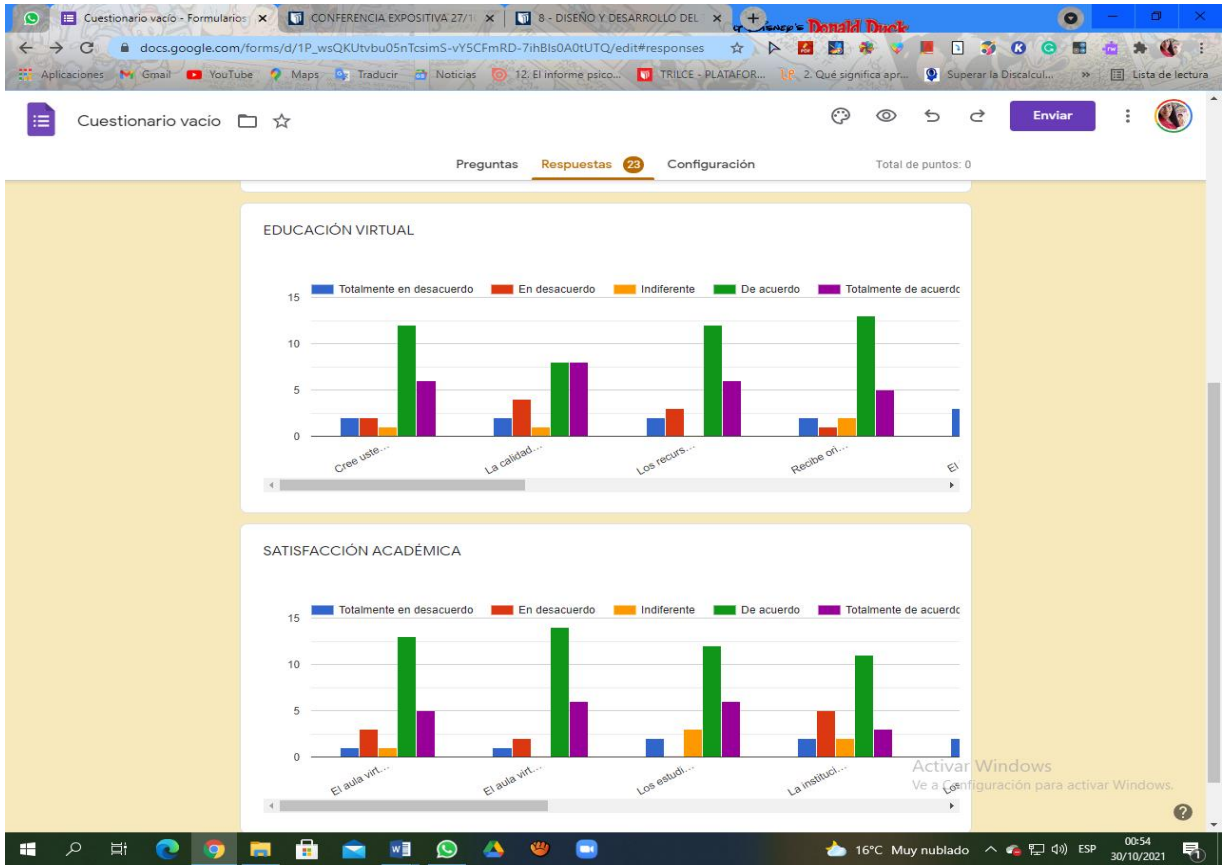 Cuestionario vacío - Formularios
CONFERENCIA EXPOSITIVA 27/1
8 - DISEÑO Y DESARROLLO DEL
Donald Duck
docs.google.com/forms/d/1P_wsQKUtvbu05nTcsimS-vY5CFmRD-7ihBIs0A0tUTQ/edit#responses
Aplicaciones Gmail YouTube Maps Traducir Noticias 12. El informe psico... TRILCE - PLATAFOR... 2. Qué significa apr... Superar la Discalcul... » Lista de lectura
Cuestionario vacío
Enviar
Preguntas Respuestas 23 Configuración Total de puntos: 0
EDUCACIÓN VIRTUAL
Totalmente en desacuerdo En desacuerdo Indiferente De acuerdo Totalmente de acuerdo
15
10
5
0
Cree uste... La calidad... Los recurs... Recibe ori... El
SATISFACCIÓN ACADÉMICA
Totalmente en desacuerdo En desacuerdo Indiferente De acuerdo Totalmente de acuerdo
15
10
5
0
El aula virt... El aula virt... Los estudi... La instituci... Los
Activar Windows
Ve a Configuración para activar Windows.
16°C Muy nublado ESP 00:54
30/10/2021